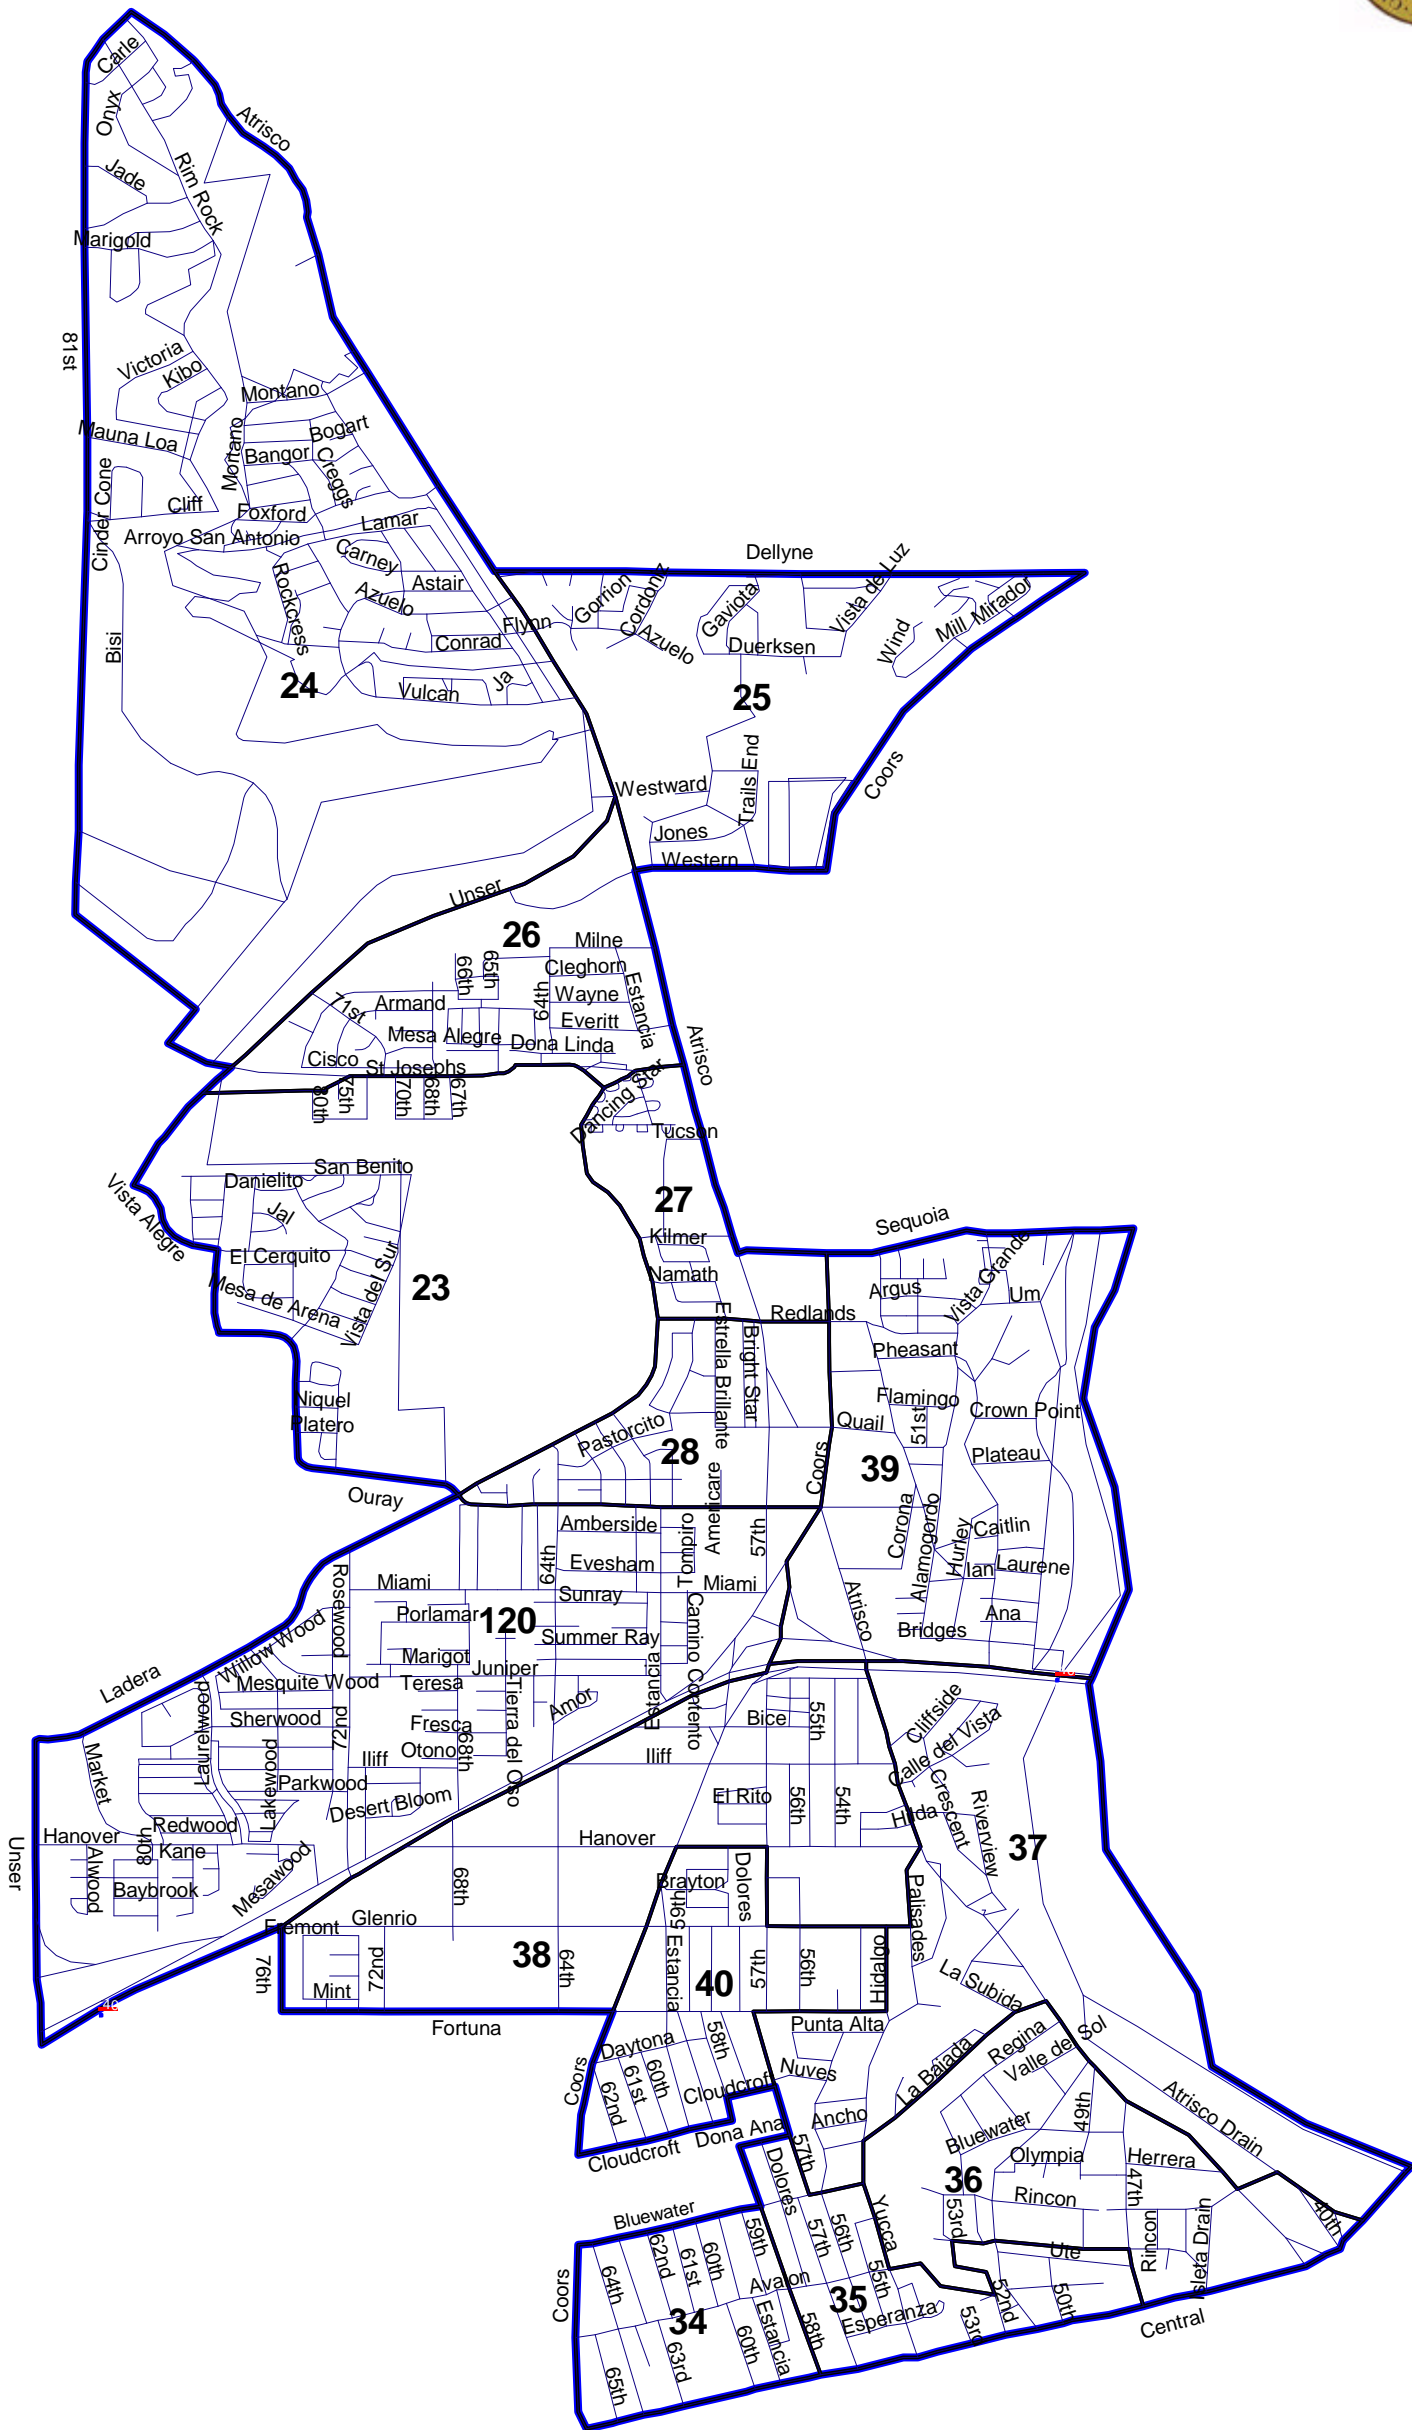 Carle
Onyx
Atrisco
Jade
Rim Rock
Marigold
81st
Victoria
Kibo
Montano
Mauna Loa
Montano
Bogart
Bangor
Creggs
Cinder Cone
Cliff
Foxford
Lamar
Arroyo San Antonio
Carney
Rockcress
Astair
Azuelo
Flynn
Conrad
Bisi
24
Vulcan
Ja
Dellyne
Gorrion
Cordoniz
Azuelo
Gaviota
Vista de Luz
Duerksen
Wind
Mill
Mirador
25
Coors
Westward
Trails End
Jones
Western
Unser
26
Milne
66th
65th
Cleghorn
64th
Wayne
Estancia
71st
Armand
Everitt
Mesa Alegre
Dona Linda
Atrisco
Cisco
St Josephs
80th
75th
70th
68th
67th
Dancing Star
Tucson
San Benito
Danielito
Vista Alegre
Jal
27
El Cerquito
Kilmer
Sequoia
Mesa de Arena
Vista del Sur
23
Namath
Argus
Vista Grande
Um
Redlands
Estrella Brillante
Bright Star
Pheasant
Niquel
Platero
Flamingo
51st
Crown Point
Quail
Pastorcito
28
Coors
39
Plateau
Ouray
Americare
57th
Corona
Alamogordo
Hurley
Caitlin
Amberside
Tompiro
64th
Evesham
Ian
Laurene
Rosewood
Miami
Sunray
Miami
Atrisco
Ana
Porlamar
120
Camino Contento
Bridges
Willow Wood
Summer Ray
Marigot
Juniper
Estancia
Ladera
Mesquite Wood
Teresa
Tierra del Oso
Amor
Laurelwood
Sherwood
72nd
Fresca
68th
Bice
55th
Cliffside
Calle del Vista
Otono
Iliff
Iliff
Market
Lakewood
Parkwood
Desert Bloom
El Rito
56th
54th
Hilda
Crescent
Riverview
37
Unser
Hanover
Redwood
80th
Kane
Alwood
Baybrook
Mesawood
Hanover
68th
Brayton
Dolores
59th
Palisades
Fremont
Glenrio
76th
38
72nd
Mint
64th
Estancia
40
57th
56th
Hidalgo
La Subida
Fortuna
Punta Alta
Daytona
58th
Coors
61st
60th
62nd
Cloudcroft
Nuves
Regina
Valle del Sol
La Bajada
Ancho
Bluewater
49th
Atrisco Drain
Cloudcroft
Dona Ana
57th
Olympia
Herrera
Dolores
36
47th
Rincon
Bluewater
Yucca
53rd
40th
59th
57th
56th
Ute
Rincon
Isleta Drain
62nd
61st
60th
64th
Avalon
55th
Coors
34
Estancia
35
Esperanza
52nd
50th
53rd
Central
58th
60th
63rd
65th